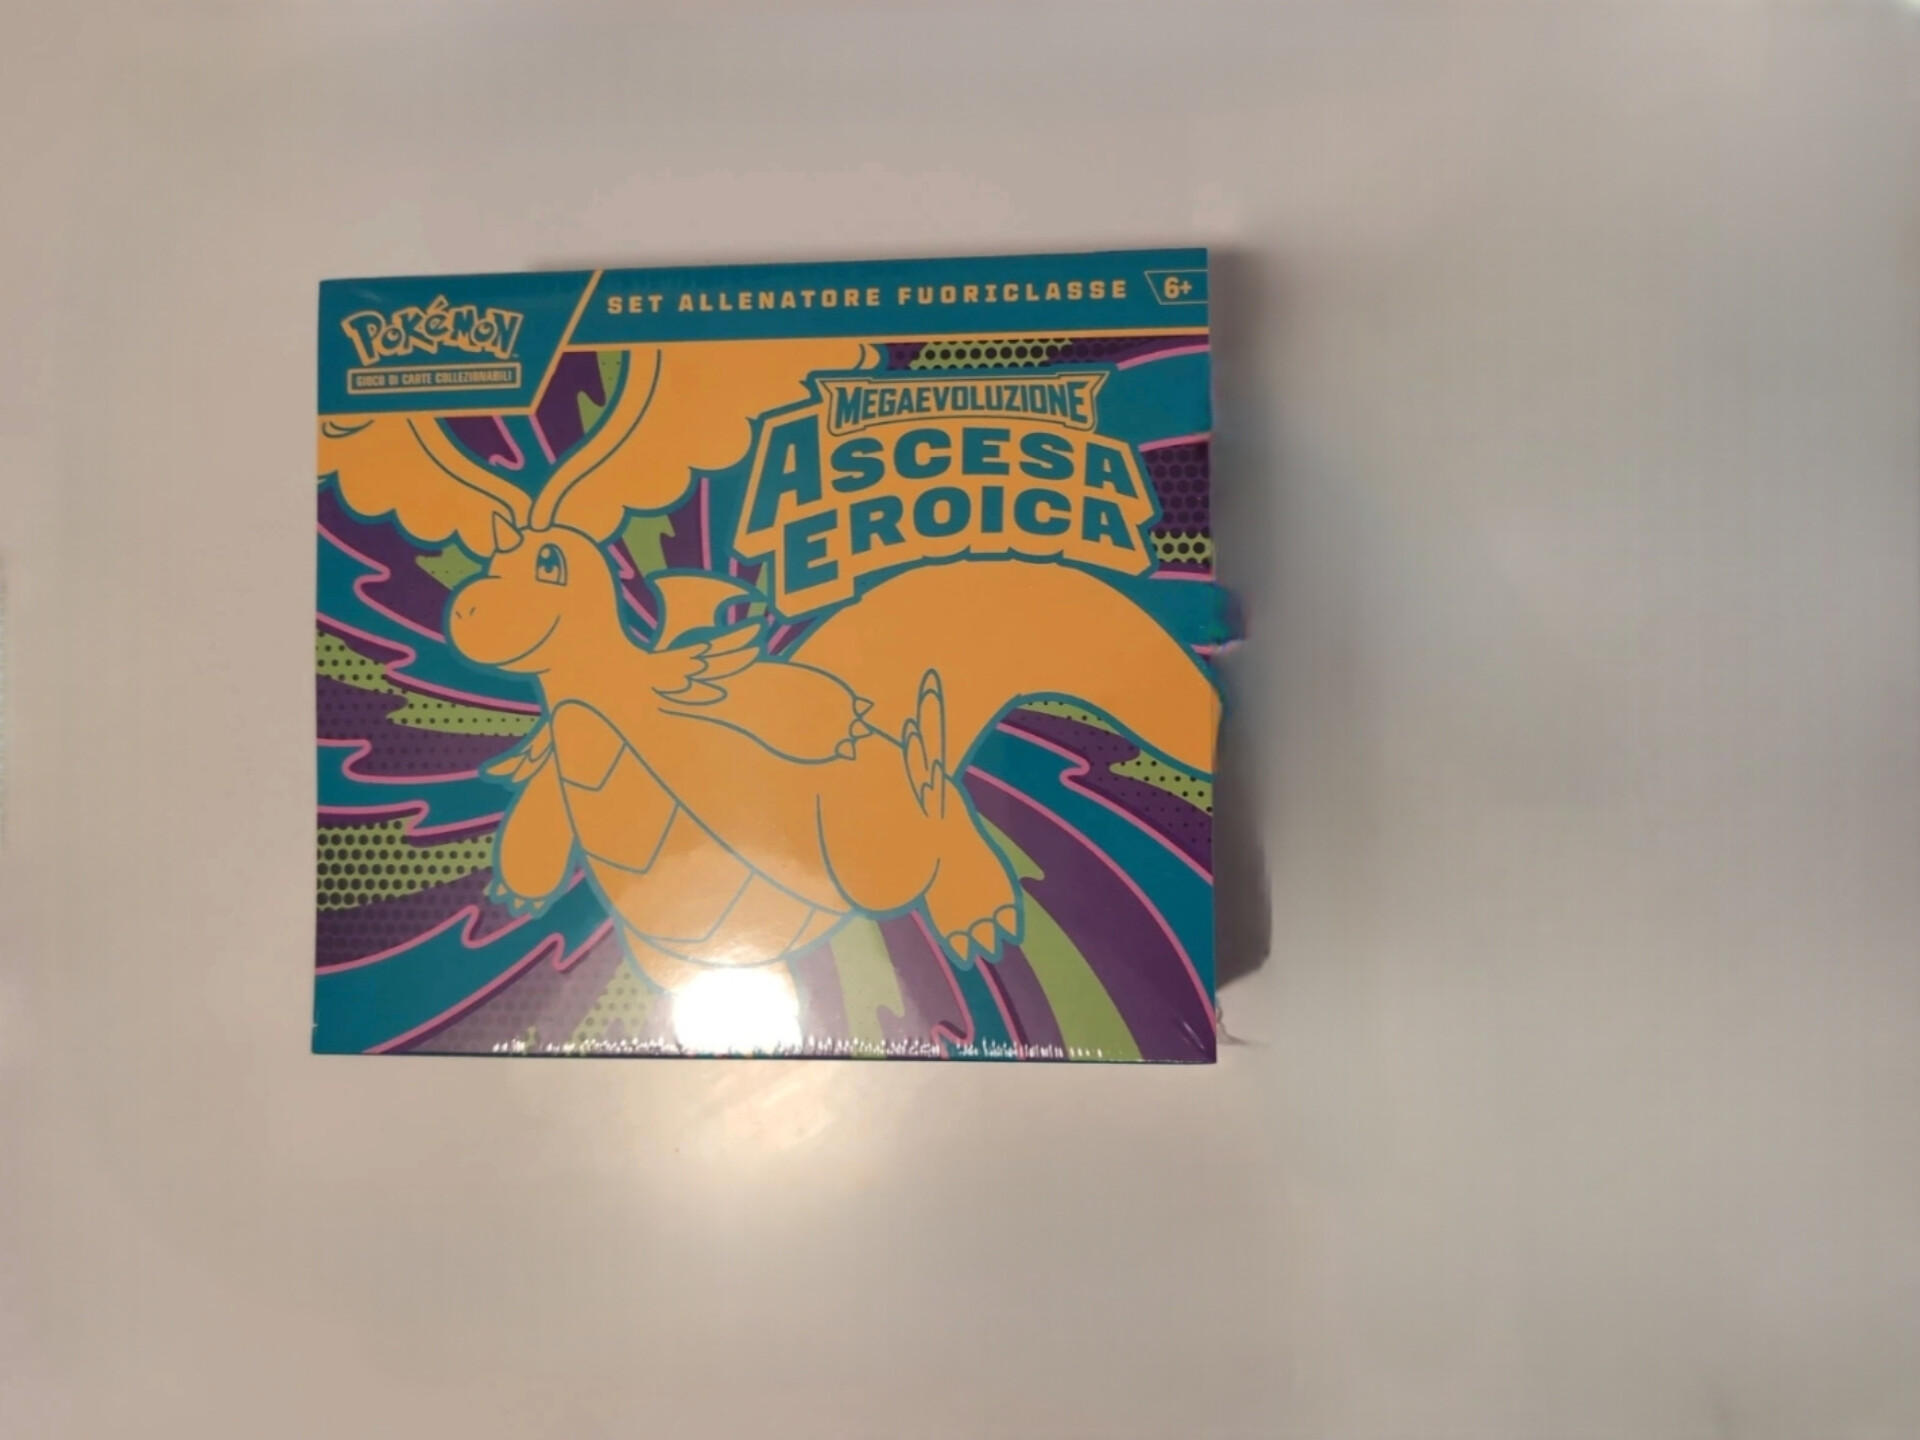 SET ALLENATORE FUORICLASSE
6+
POKéMON
GIOCO DI CARTE COLLEZIONABILI
MEGAEVOLUZIONE
ASCESA
EROICA